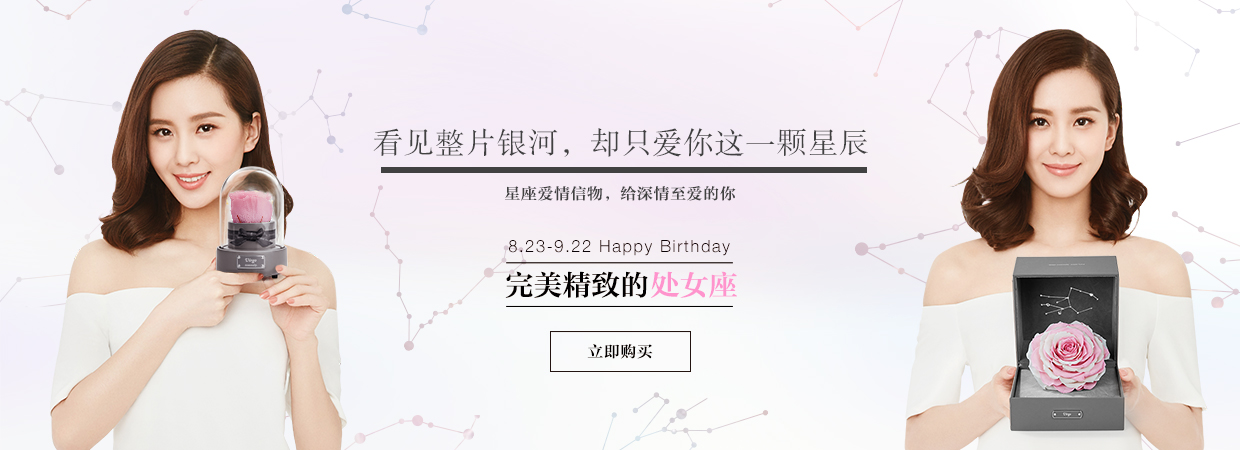 看见整片银河，却只爱你这一颗星辰
星座爱情信物，给深情至爱的你
8.23-9.22 Happy Birthday
完美精致的处女座
立即购买
Virgo
Virgo